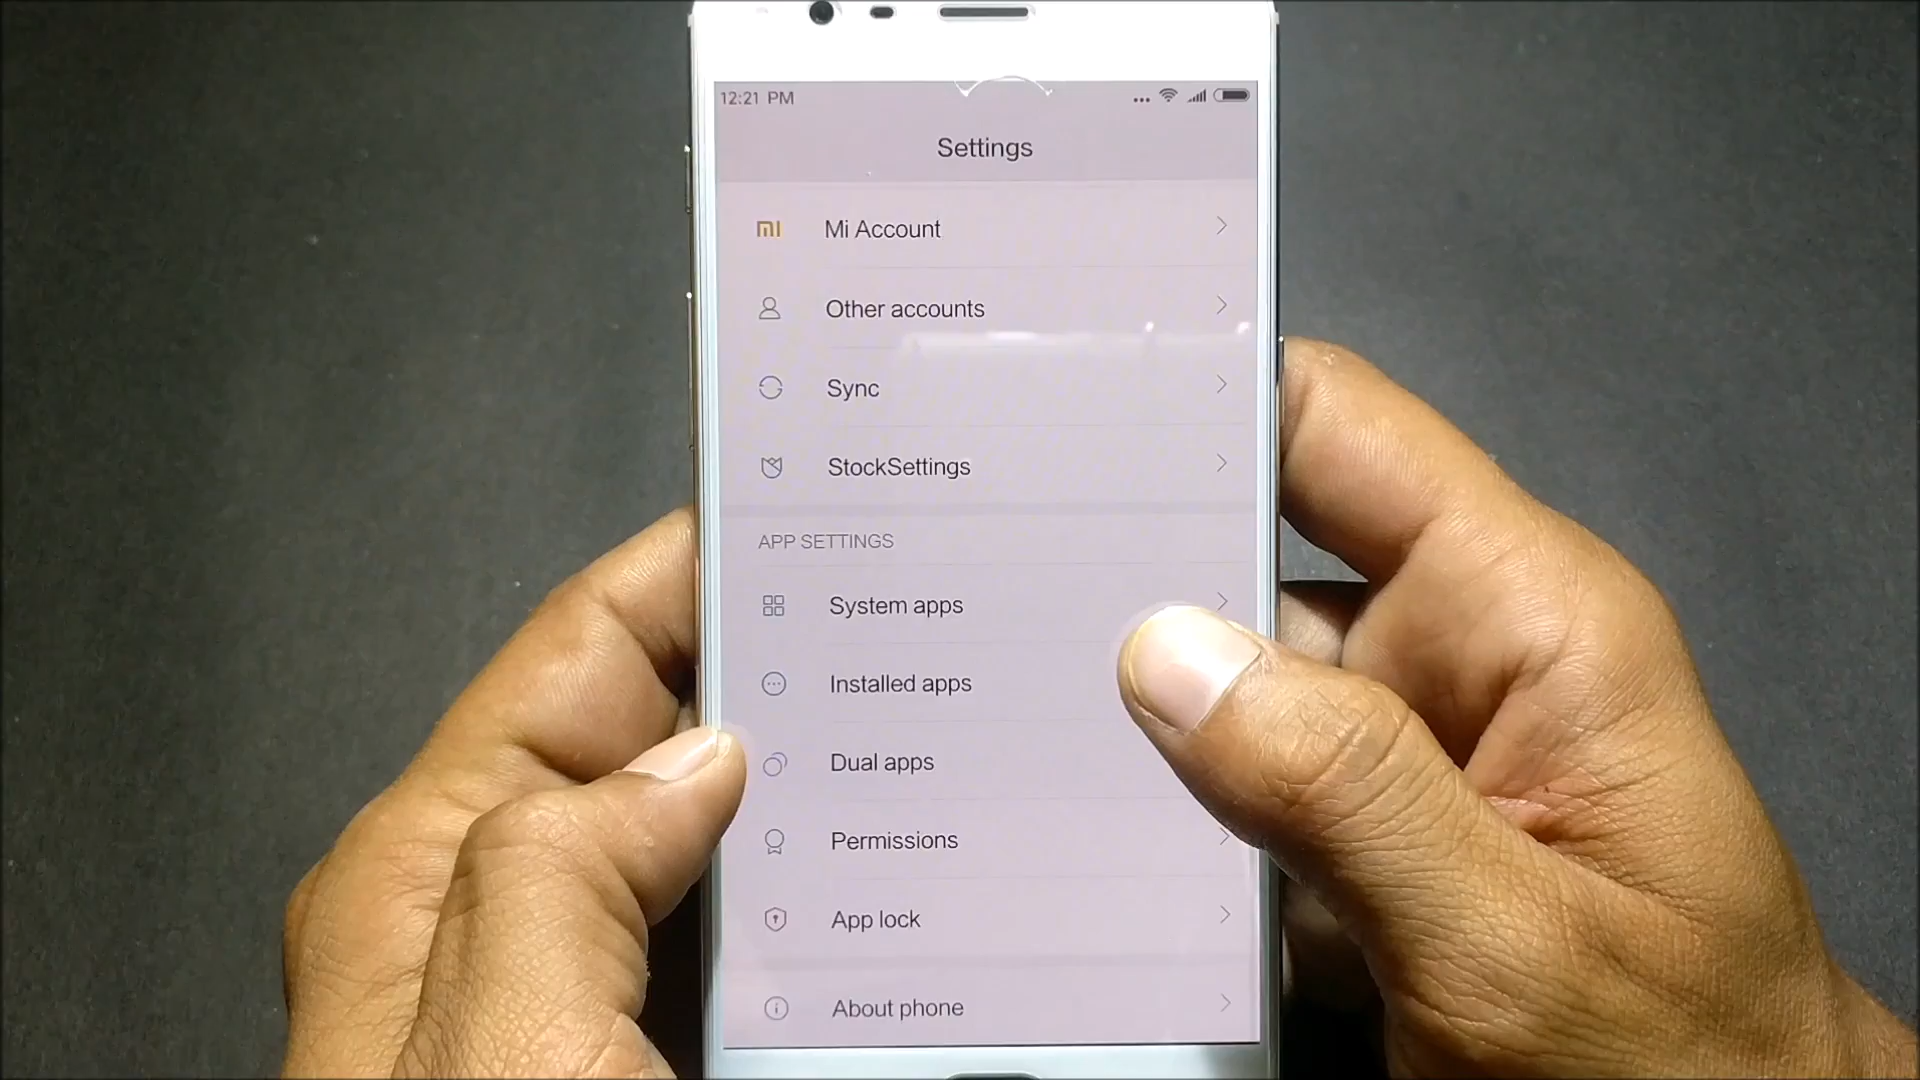 12:21 PM
Settings
Mi Account
Other accounts
Sync
StockSettings
APP SETTINGS
System apps
Installed apps
Dual apps
Permissions
App lock
About phone